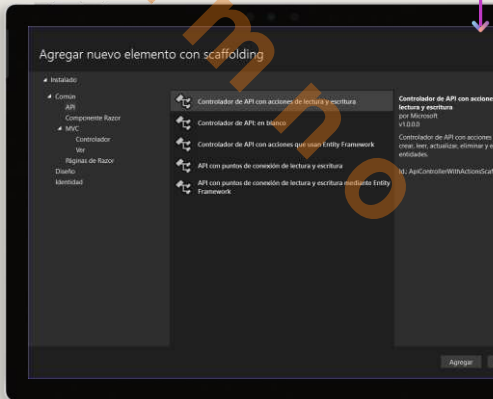 m
n
o
Agregar nuevo elemento con scaffolding
Instalado
Común
API
Componente Razor
MVC
Controlador
Ver
Páginas de Razor
Diseño
Identidad
Controlador de API con acciones de lectura y escritura
Controlador de API: en blanco
Controlador de API con acciones que usan Entity Framework
API con puntos de conexión de lectura y escritura
API con puntos de conexión de lectura y escritura mediante Entity
Framework
Controlador de API con acciones
lectura y escritura
por Microsoft
v1.0.0.0
Controlador de API con acciones
crear, leer, actualizar, eliminar y e
entidades.
Id.: ApiControllerWithActionsScaf
Agregar